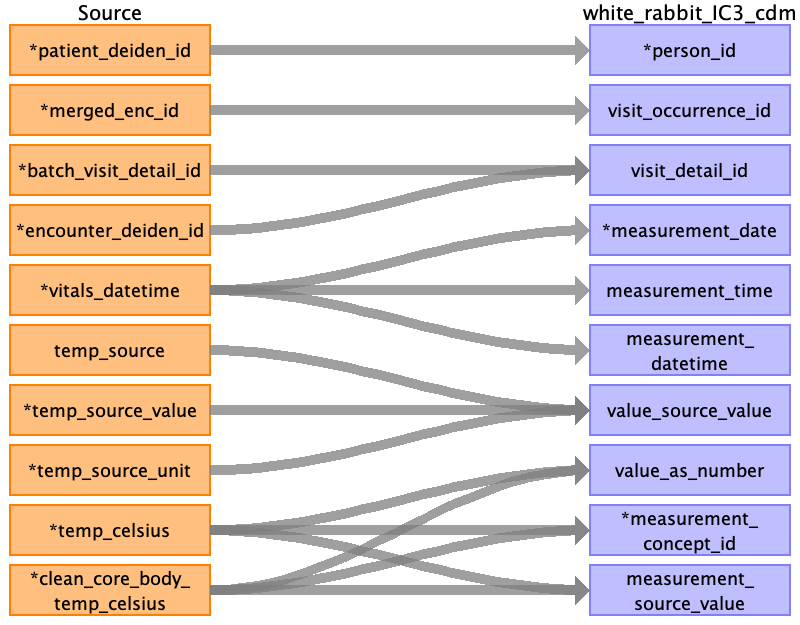 Source
white_rabbit_IC3_cdm
*patient_deiden_id
*person_id
*merged_enc_id
visit_occurrence_id
*batch_visit_detail_id
visit_detail_id
*encounter_deiden_id
*measurement_date
*vitals_datetime
measurement_time
temp_source
measurement_
datetime
*temp_source_value
value_source_value
*temp_source_unit
value_as_number
*temp_celsius
*measurement_
concept_id
*clean_core_body_
temp_celsius
measurement_
source_value